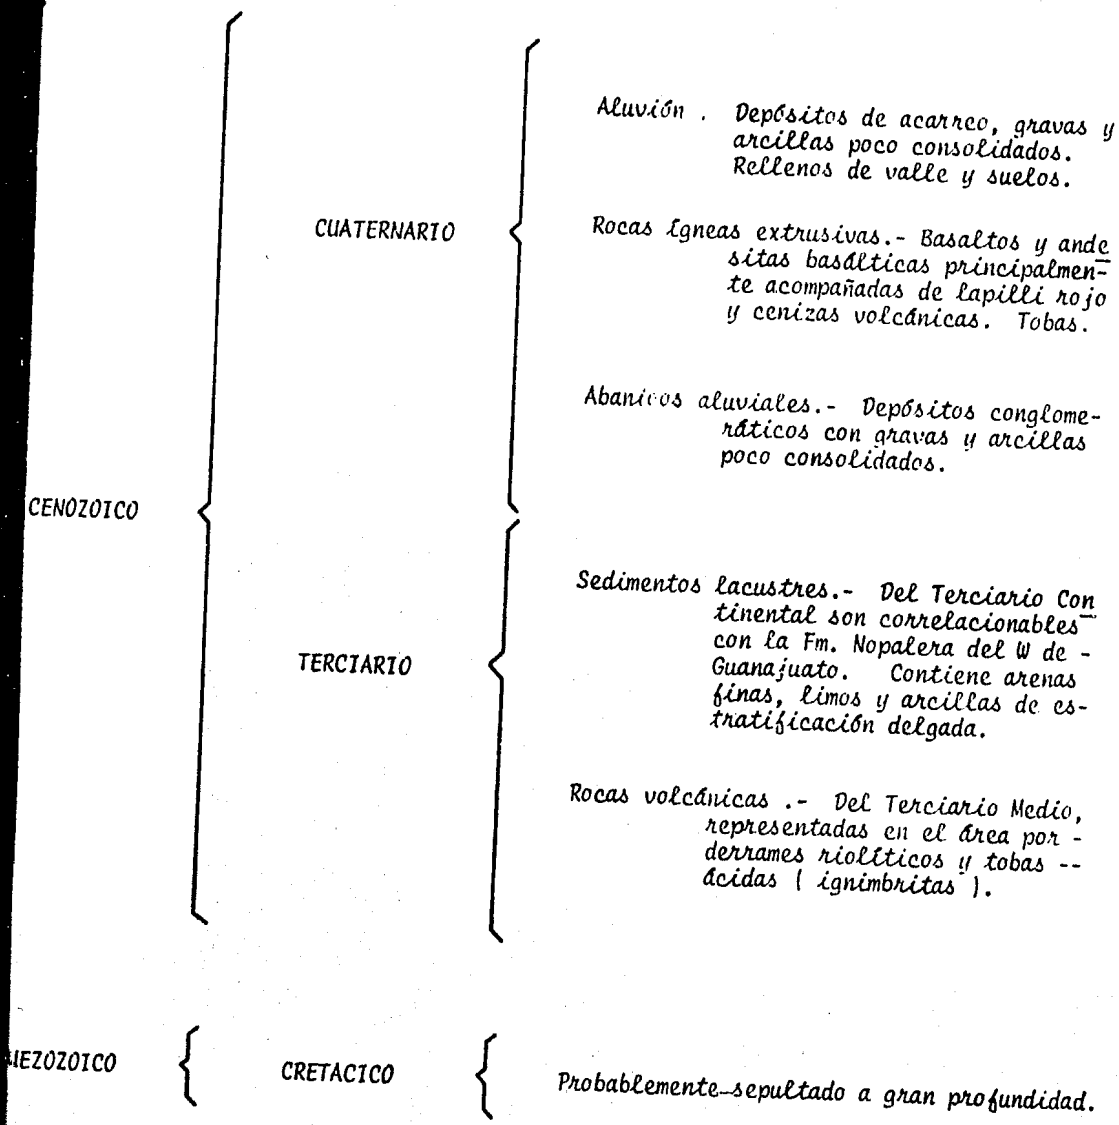 Aluvión . Depósitos de acarreo, gravas y
arcillas poco consolidados.
Rellenos de valle y suelos.
CUATERNARIO
Rocas ígneas extrusivas.- Basaltos y ande
sitas basálticas principalmen-
te acompañadas de lapilli rojo
y cenizas volcánicas. Tobas.
Abanicos aluviales.- Depósitos conglome-
ráticos con gravas y arcillas
poco consolidados.
CENOZOICO
Sedimentos lacustres.- Del Terciario Con
tinental son correlacionables
con la Fm. Nopalera del W de -
Guanajuato. Contiene arenas
finas, limos y arcillas de es-
tratificación delgada.
TERCIARIO
Rocas volcánicas .- Del Terciario Medio,
representadas en el área por -
derrames riolíticos y tobas --
ácidas ( ignimbritas ).
MEZOZOICO
CRETACICO
Probablemente sepultado a gran profundidad.